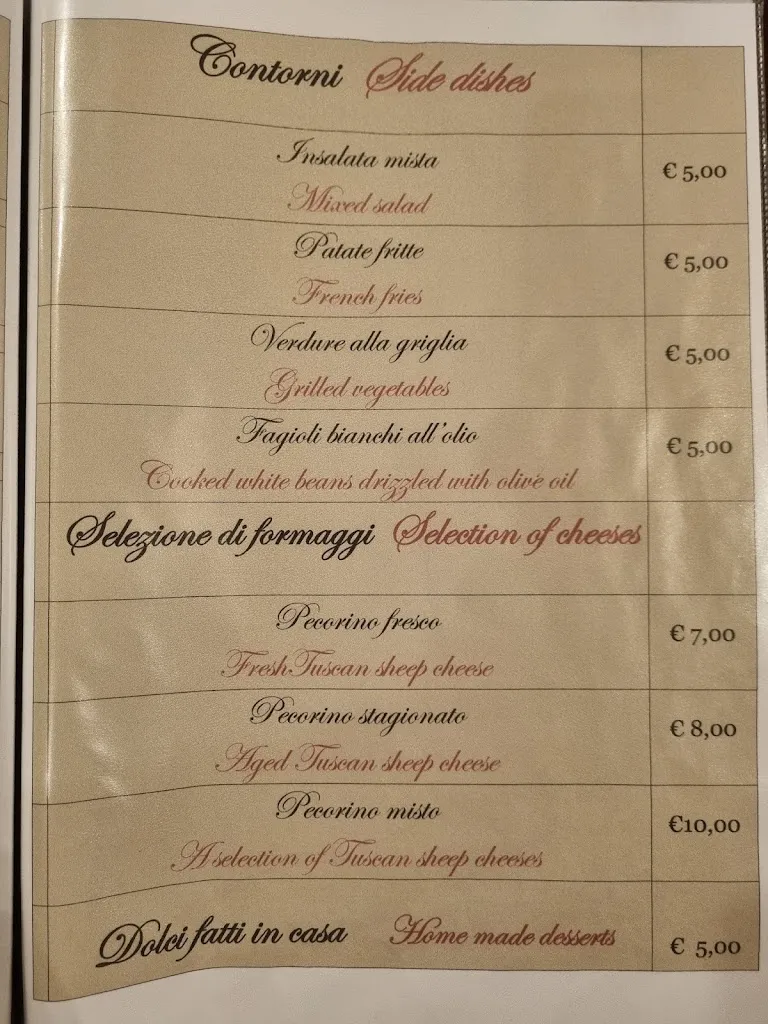 Contorni Side dishes
Insalata mista € 5,00
Mixed salad
Patate fritte € 5,00
French fries
Verdure alla griglia € 5,00
Grilled vegetables
Fagioli bianchi all'olio € 5,00
Cooked white beans drizzled with olive oil
Selezione di formaggi Selection of cheeses
Pecorino fresco € 7,00
Fresh Tuscan sheep cheese
Pecorino stagionato € 8,00
Aged Tuscan sheep cheese
Pecorino misto €10,00
A selection of Tuscan sheep cheeses
Dolci fatti in casa Home made desserts € 5,00